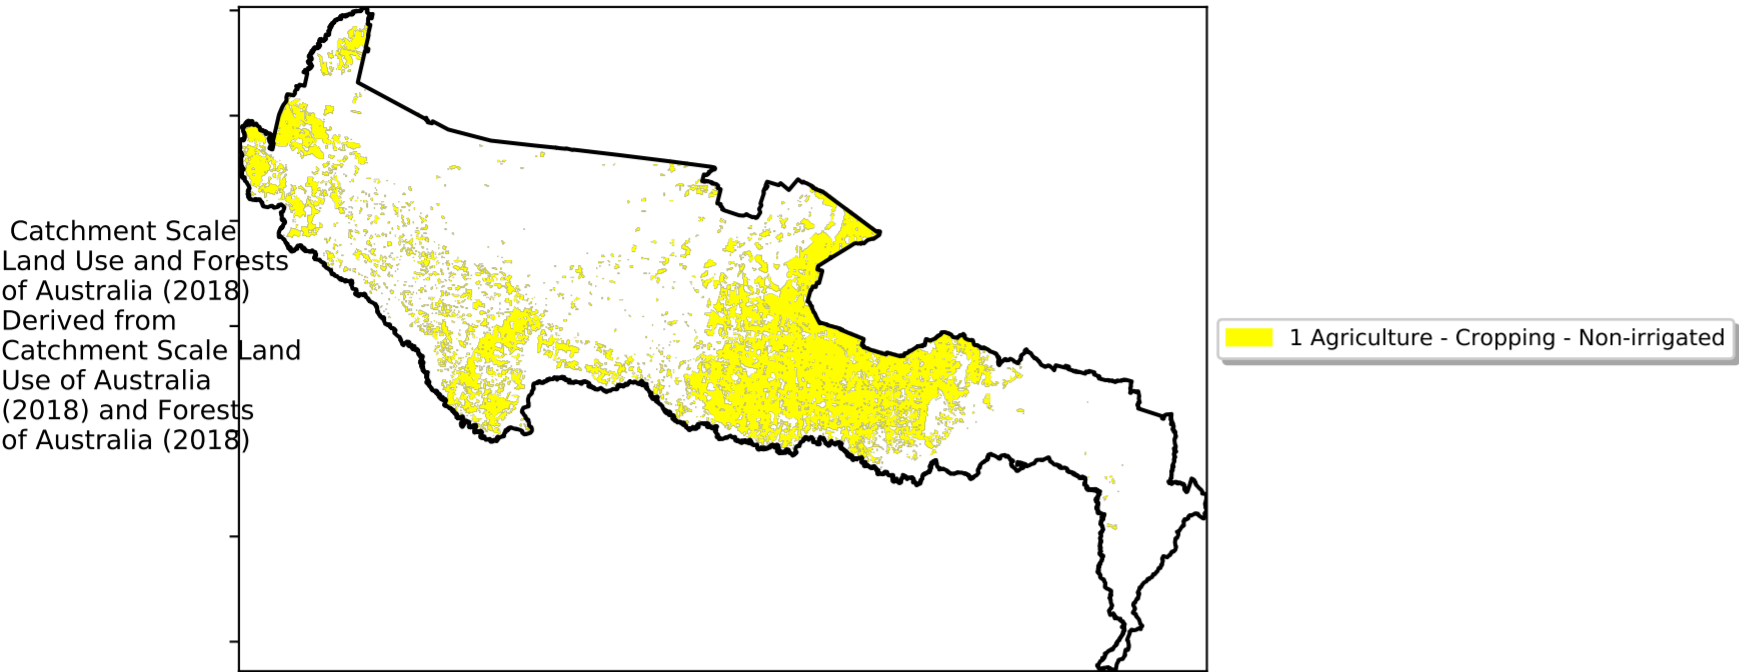 Catchment Scale
Land Use and Forests
of Australia (2018)
Derived from
Catchment Scale Land
Use of Australia
(2018) and Forests
of Australia (2018)
1 Agriculture - Cropping - Non-irrigated